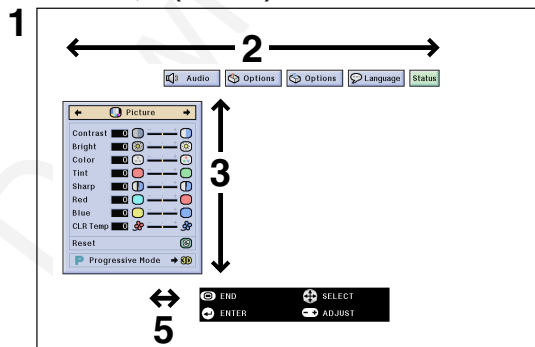 1
2
Audio Options Options Language Status
Picture
3
Contrast 0
Bright 0
Color 0
Tint 0
Sharp 0
Red 0
Blue 0
CLR Temp 0
Reset
P Progressive Mode 3D
5
END SELECT
ENTER ADJUST